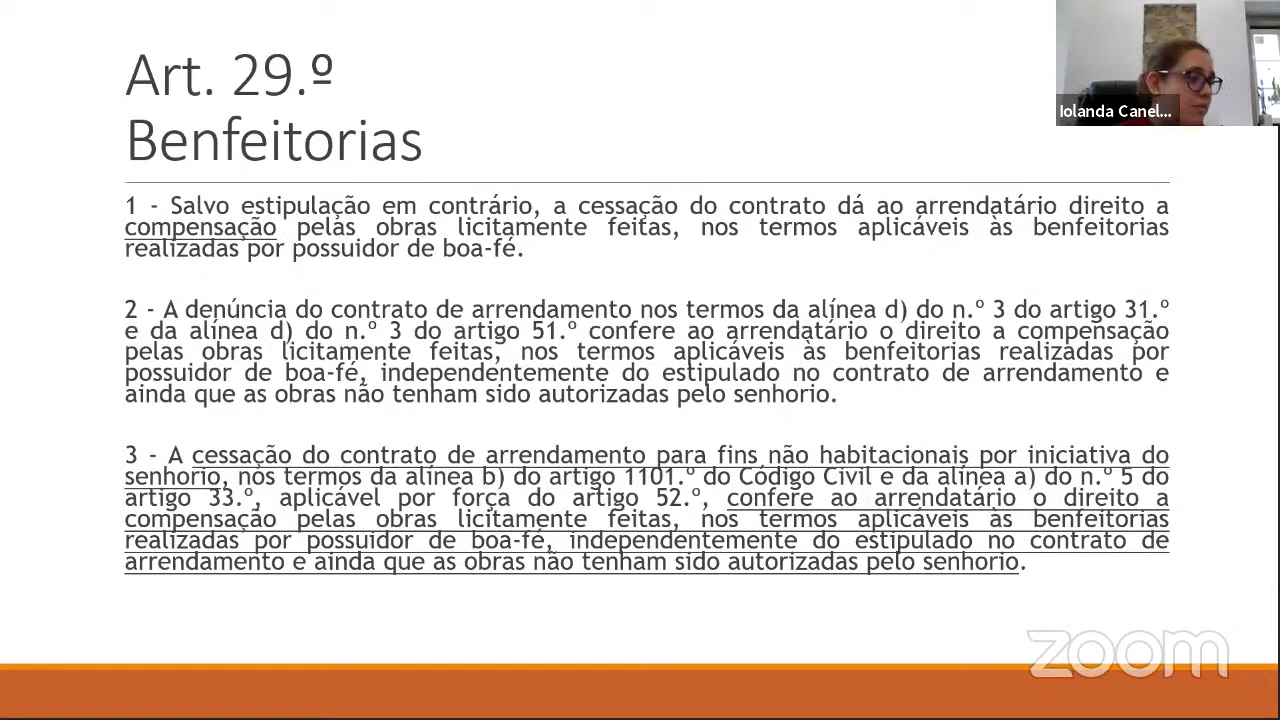 Art. 29.º
Benfeitorias
Iolanda Canel...
1 - Salvo estipulação em contrário, a cessação do contrato dá ao arrendatário direito a
compensação pelas obras licitamente feitas, nos termos aplicáveis às benfeitorias
realizadas por possuidor de boa-fé.
2 - A denúncia do contrato de arrendamento nos termos da alínea d) do n.º 3 do artigo 31.º
e da alínea d) do n.º 3 do artigo 51.º confere ao arrendatário o direito a compensação
pelas obras licitamente feitas, nos termos aplicáveis às benfeitorias realizadas por
possuidor de boa-fé, independentemente do estipulado no contrato de arrendamento e
ainda que as obras não tenham sido autorizadas pelo senhorio.
3 - A cessação do contrato de arrendamento para fins não habitacionais por iniciativa do
senhorio, nos termos da alínea b) do artigo 1101.º do Código Civil e da alínea a) do n.º 5 do
artigo 33.º, aplicável por força do artigo 52.º, confere ao arrendatário o direito a
compensação pelas obras licitamente feitas, nos termos aplicáveis às benfeitorias
realizadas por possuidor de boa-fé, independentemente do estipulado no contrato de
arrendamento e ainda que as obras não tenham sido autorizadas pelo senhorio.
zoom